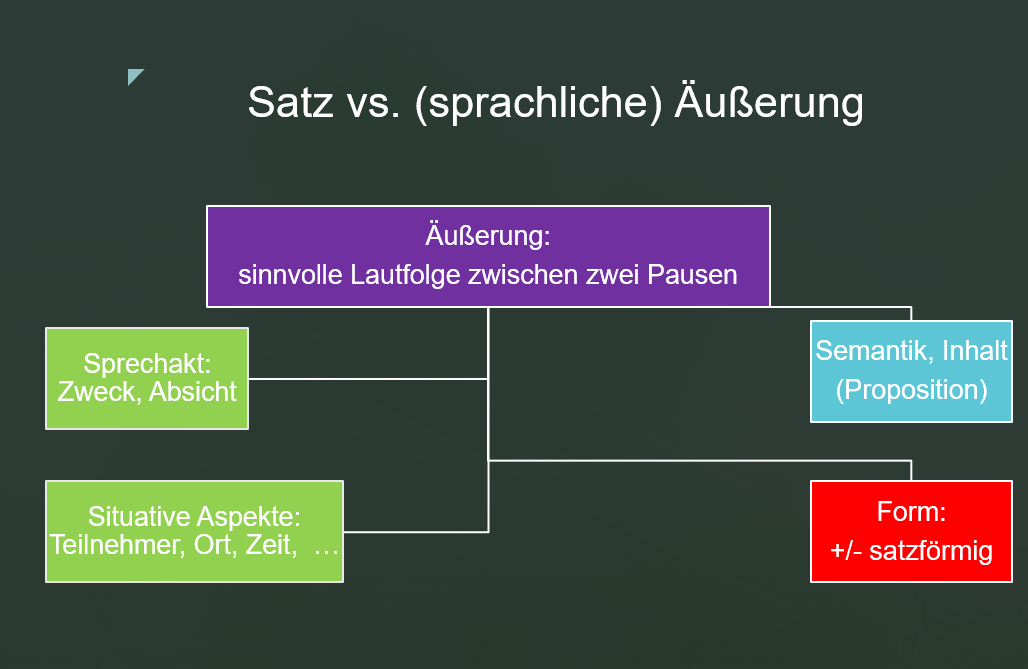 Satz vs. (sprachliche) Äußerung
Äußerung:
sinnvolle Lautfolge zwischen zwei Pausen
Sprechakt:
Zweck, Absicht
Semantik, Inhalt
(Proposition)
Situative Aspekte:
Teilnehmer, Ort, Zeit,  …
Form:
+/- satzförmig